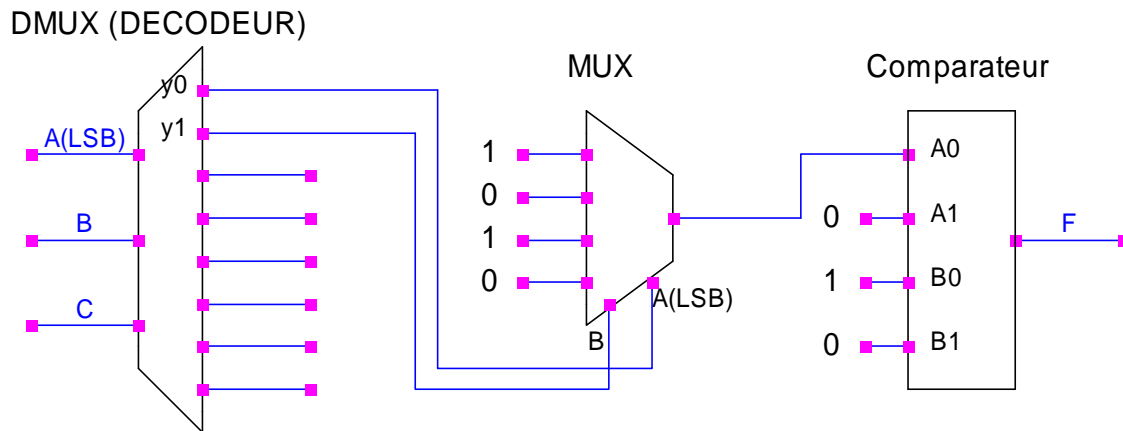 DMUX (DECODEUR)
MUX
Comparateur
y0
y1
A(LSB)
B
C
1
0
1
0
A(LSB)
B
A0
0
A1
1
B0
0
B1
F